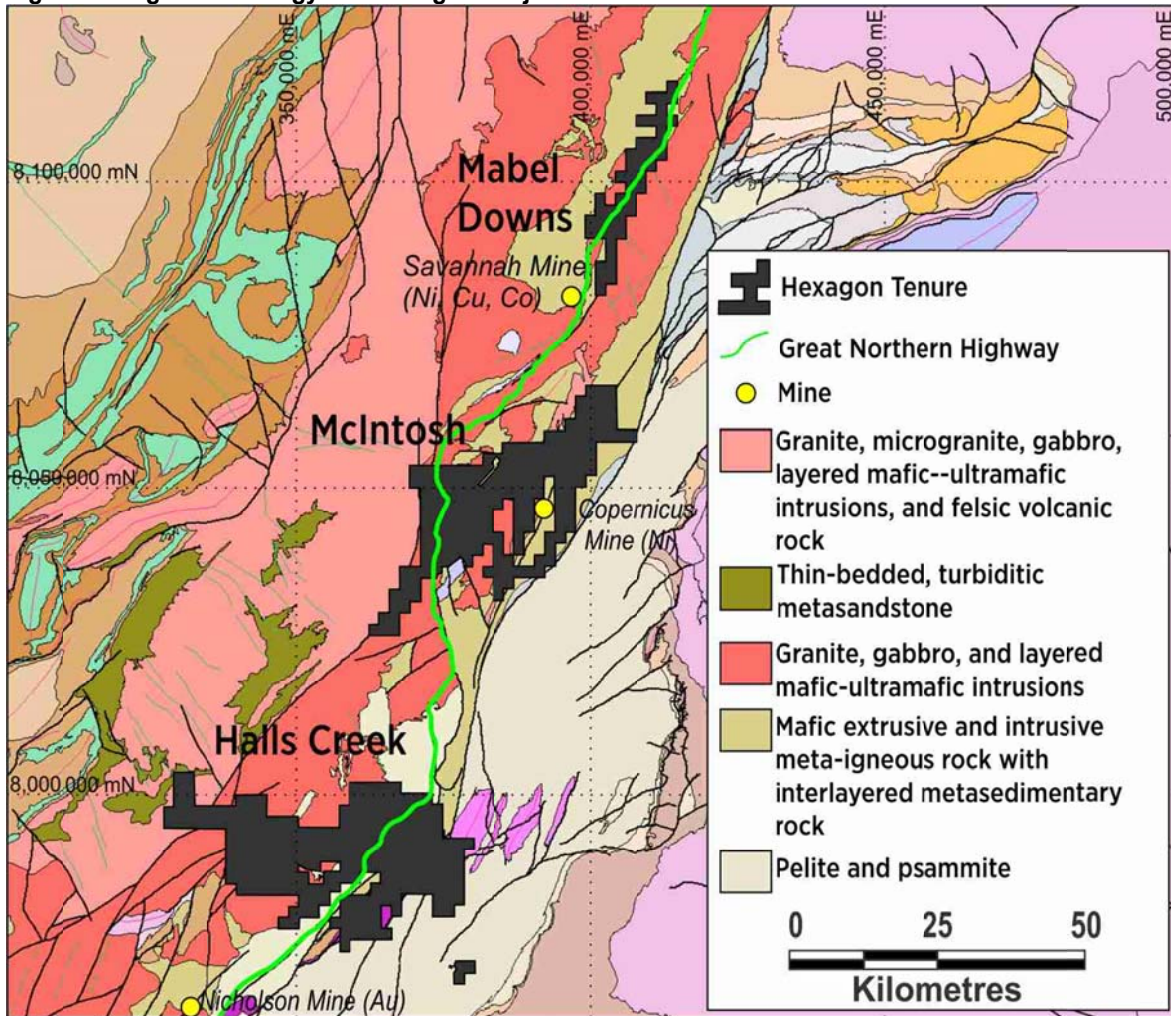 350,000 mE
400,000 mE
450,000 mE
500,000 mE
8,100,000 mN
Mabel
Downs
Savannah Mine
(Ni, Cu, Co)
McIntosh
8,050,000 mN
Copernicus
Mine (Ni)
Halls Creek
8,000,000 mN
Nicholson Mine (Au)
Hexagon Tenure
Great Northern Highway
Mine
Granite, microgranite, gabbro,
layered mafic--ultramafic
intrusions, and felsic volcanic
rock
Thin-bedded, turbiditic
metasandstone
Granite, gabbro, and layered
mafic-ultramafic intrusions
Mafic extrusive and intrusive
meta-igneous rock with
interlayered metasedimentary
rock
Pelite and psammite
0 25 50
Kilometres